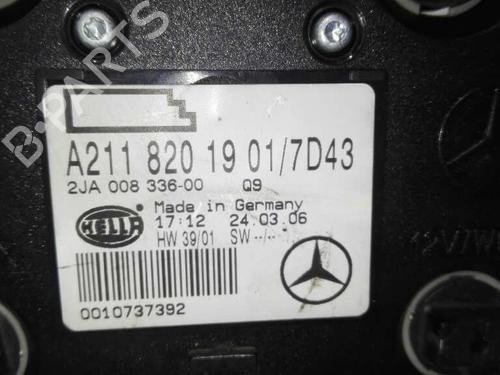 B-PARTS
A211 820 19 01/7D43
2JA 008 336-00 Q9
HELLA
Made in Germany
17:12 24.03.06
HW 39/01 SW --/--
0010737392